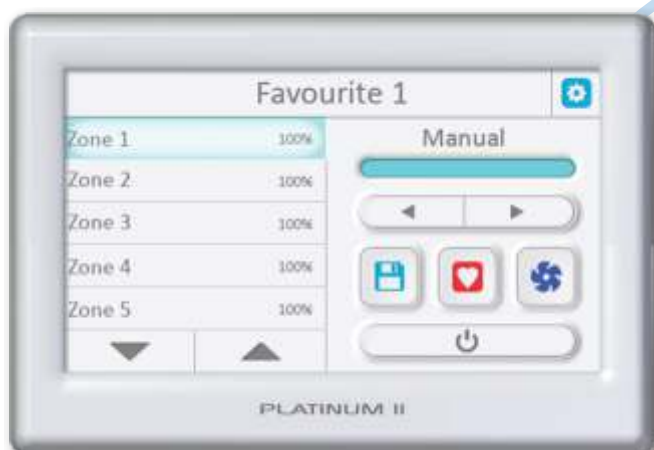 Favourite 1
Zone 1 100%
Zone 2 100%
Zone 3 100%
Zone 4 100%
Zone 5 100%
Manual
PLATINUM II